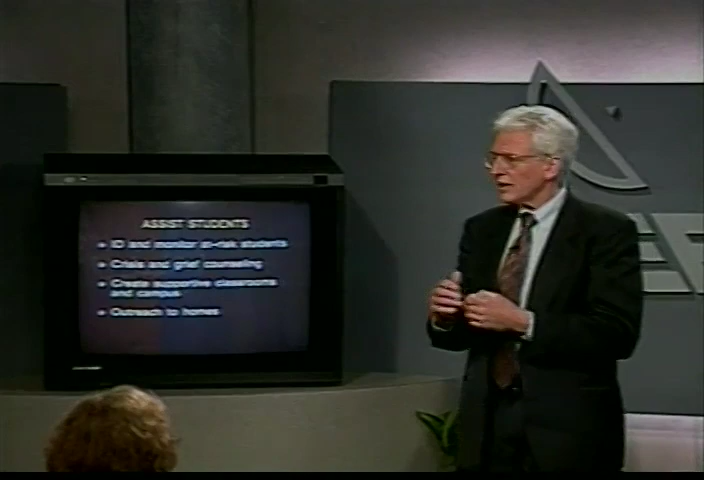 ASSIST STUDENTS
• ID and monitor at-risk students
• Crisis and grief counseling
• Create supportive classrooms
and campus
• Outreach to homes